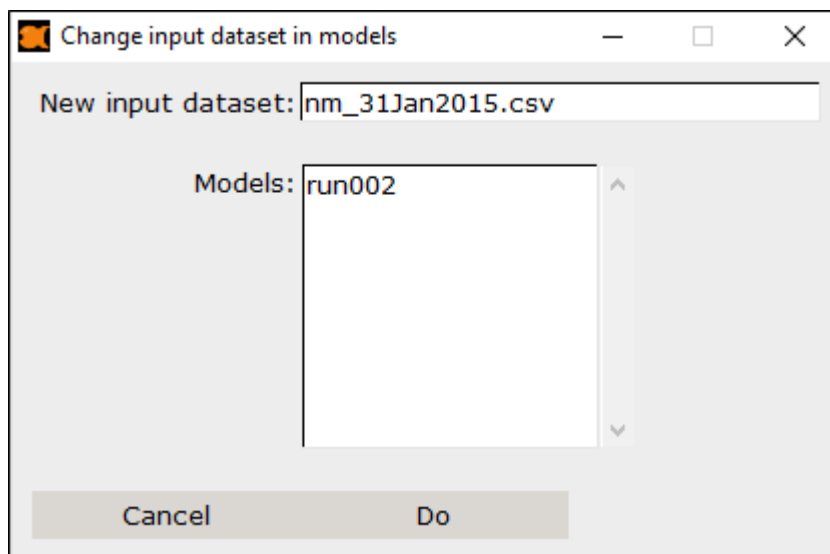 Change input dataset in models
New input dataset: nm_31Jan2015.csv
Models: run002
Cancel Do